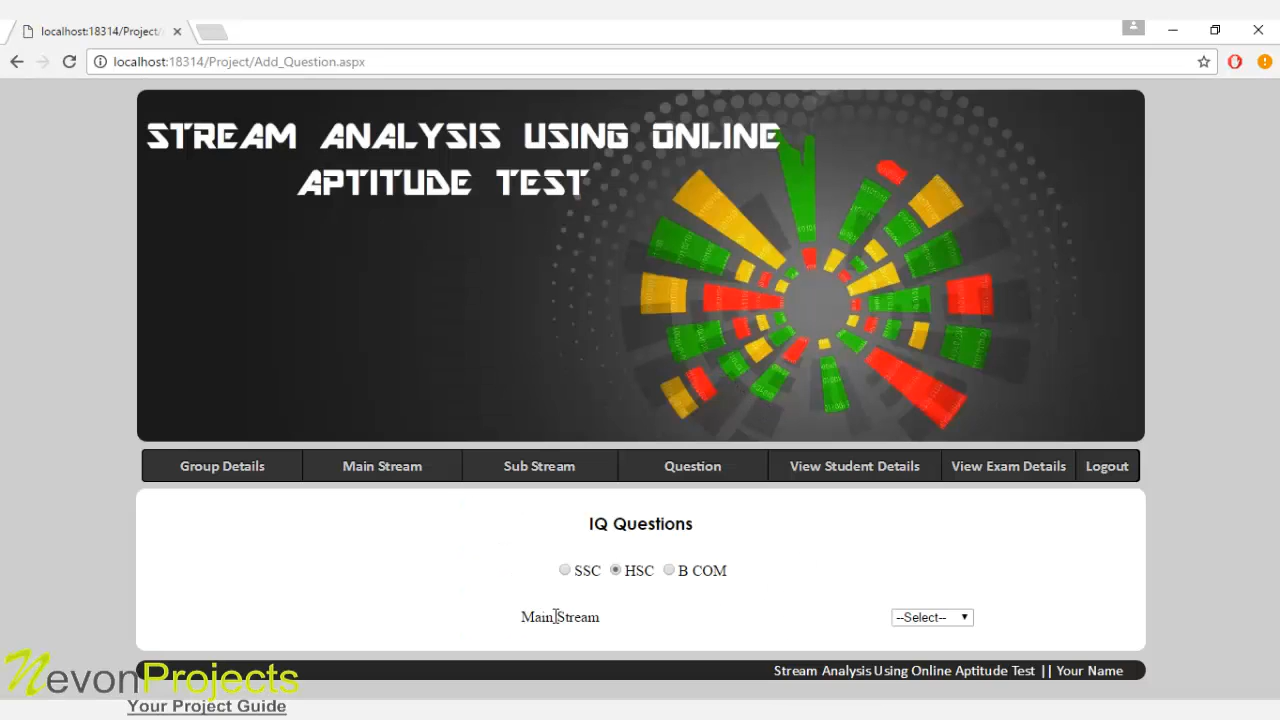 localhost:18314/Project/
localhost:18314/Project/Add_Question.aspx
STREAM ANALYSIS USING ONLINE
APTITUDE TEST
Group Details Main Stream Sub Stream Question View Student Details View Exam Details Logout
IQ Questions
SSC HSC B COM
Main Stream --Select--
Stream Analysis Using Online Aptitude Test || Your Name
NevonProjects
Your Project Guide